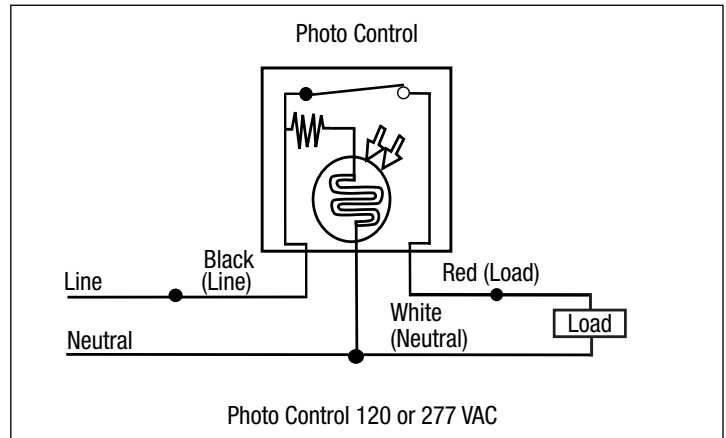 Photo Control
Black
(Line)
Line
Red (Load)
White
(Neutral)
Load
Neutral
Photo Control 120 or 277 VAC